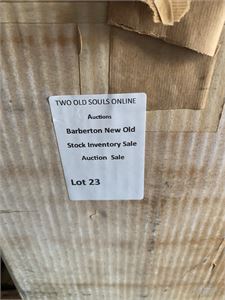 TWO OLD SOULS ONLINE
Auctions
Barberton New Old
Stock Inventory Sale
Auction Sale
Lot 23